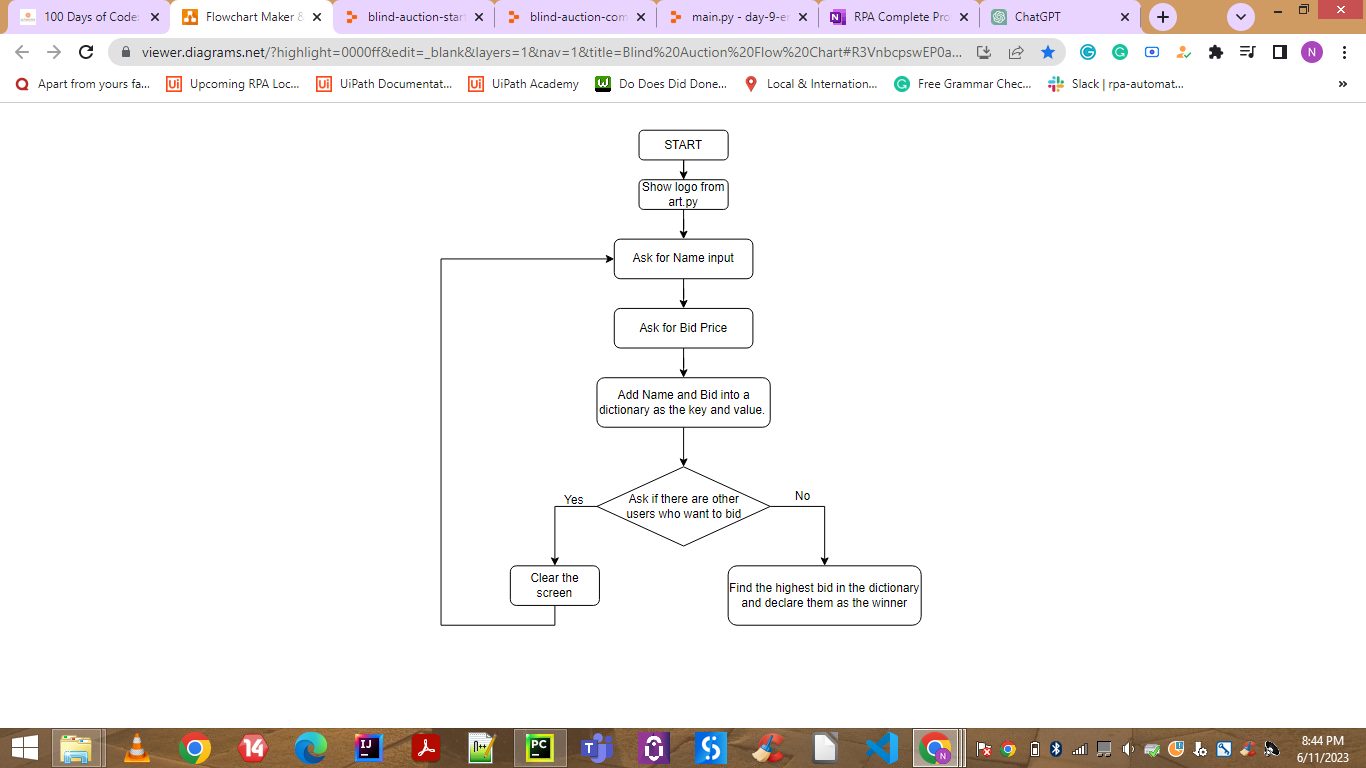 100 Days of Code
Flowchart Maker &
blind-auction-star
blind-auction-com
main.py - day-9-e
RPA Complete Pro
ChatGPT
viewer.diagrams.net/?highlight=0000ff&edit=_blank&layers=1&nav=1&title=Blind%20Auction%20Flow%20Chart#R3VnbcpswEP0a...
N
Apart from yours fa...
Ui Upcoming RPA Loc...
Ui UiPath Documentat...
Ui UiPath Academy
W Do Does Did Done...
Local & Internation...
Free Grammar Chec...
Slack | rpa-automat...
»
START
Show logo from
art.py
Ask for Name input
Ask for Bid Price
Add Name and Bid into a
dictionary as the key and value.
Ask if there are other
users who want to bid
Yes
No
Clear the
screen
Find the highest bid in the dictionary
and declare them as the winner
14
IJ
PC
N
8:44 PM
6/11/2023